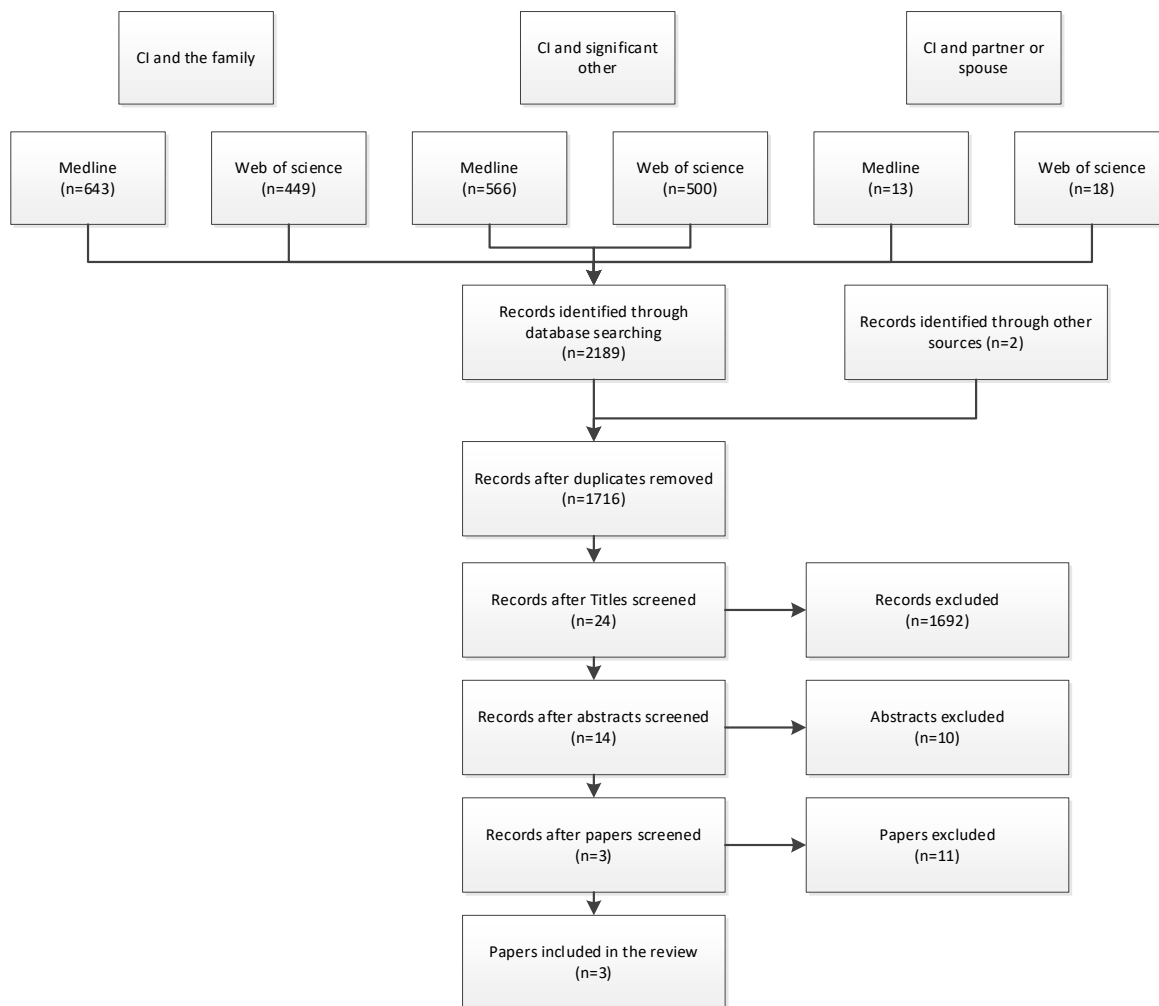 CI and the family
CI and significant
other
CI and partner or
spouse
Medline
(n=643)
Web of science
(n=449)
Medline
(n=566)
Web of science
(n=500)
Medline
(n=13)
Web of science
(n=18)
Records identified through
database searching
(n=2189)
Records identified through other
sources (n=2)
Records after duplicates removed
(n=1716)
Records after Titles screened
(n=24)
Records excluded
(n=1692)
Records after abstracts screened
(n=14)
Abstracts excluded
(n=10)
Records after papers screened
(n=3)
Papers excluded
(n=11)
Papers included in the review
(n=3)